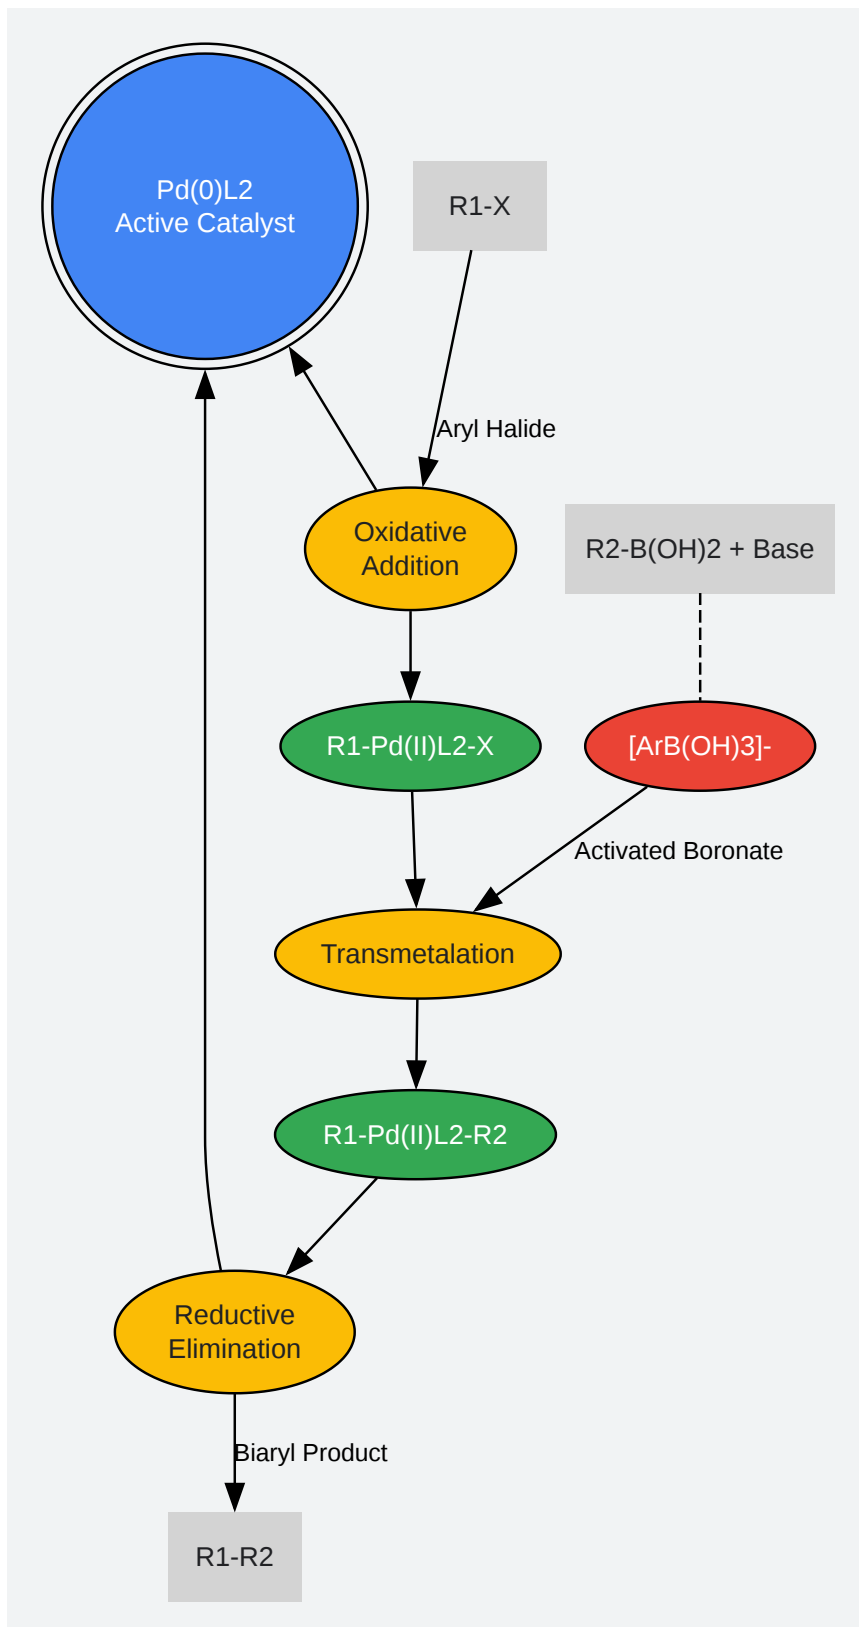 Pd(0)L2
Active Catalyst
R1-X
Aryl Halide
Oxidative
Addition
R2-B(OH)2 + Base
R1-Pd(II)L2-X
[ArB(OH)3]-
Activated Boronate
Transmetalation
R1-Pd(II)L2-R2
Reductive
Elimination
Biaryl Product
R1-R2